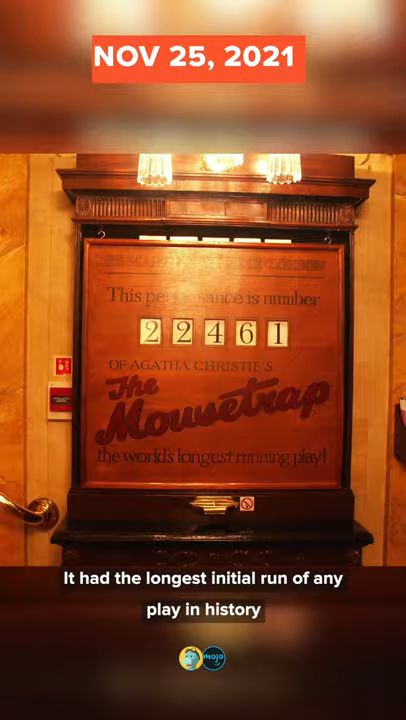 NOV 25, 2021
This performance is number
22461
OF AGATHA CHRISTIE'S
The
Mousetrap
the world's longest running play!
It had the longest initial run of any
play in history
mojo